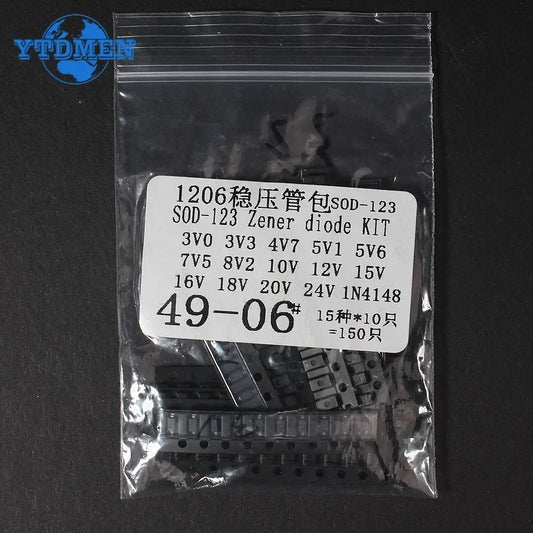 YTDMEN
1206稳压管包SOD-123
SOD-123 Zener diode KIT
3V0 3V3 4V7 5V1 5V6
7V5 8V2 10V 12V 15V
16V 18V 20V 24V 1N4148
49-06# 15种*10只
=150只